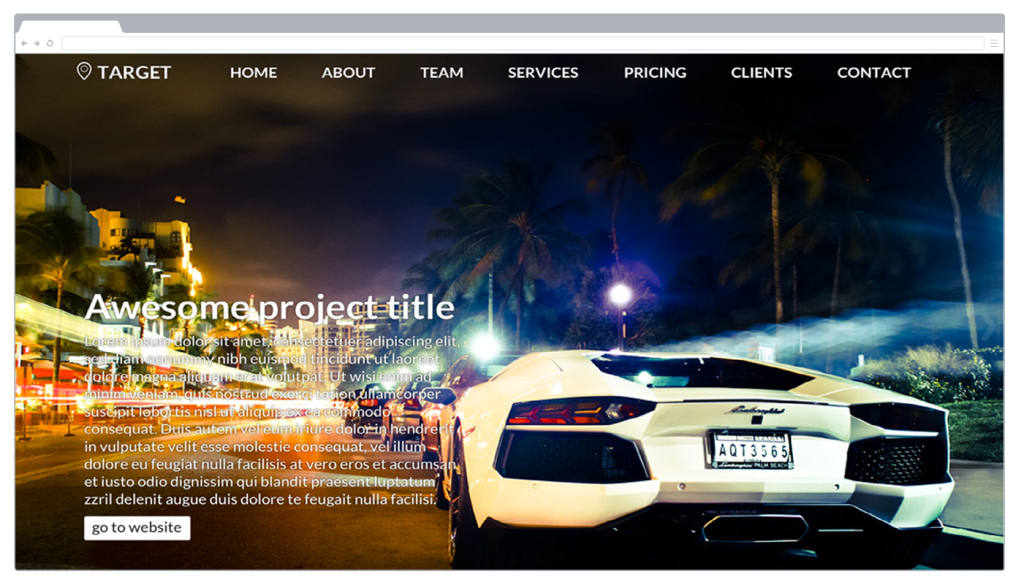 TARGET HOME ABOUT TEAM SERVICES PRICING CLIENTS CONTACT
Awesome project title
Lorem ipsum dolor sit amet, consectetuer adipiscing elit,
sed diam nonummy nibh euismod tincidunt ut laoreet
dolore magna aliquam erat volutpat. Ut wisi enim ad
minim veniam, quis nostrud exerci tation ullamcorper
suscipit lobortis nisl ut aliquip ex ea commodo
consequat. Duis autem vel eum iriure dolor in hendrerit
in vulputate velit esse molestie consequat, vel illum
dolore eu feugiat nulla facilisis at vero eros et accumsan
et iusto odio dignissim qui blandit praesent luptatum
zzril delenit augue duis dolore te feugait nulla facilisi.
go to website
Lamborghini
AQT3565
Lamborghini PALM BEACH